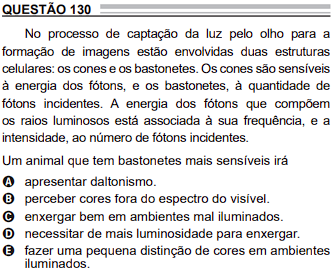 QUESTÃO 130
No processo de captação da luz pelo olho para a
formação de imagens estão envolvidas duas estruturas
celulares: os cones e os bastonetes. Os cones são sensíveis
à energia dos fótons, e os bastonetes, à quantidade de
fótons incidentes. A energia dos fótons que compõem
os raios luminosos está associada à sua frequência, e a
intensidade, ao número de fótons incidentes.
Um animal que tem bastonetes mais sensíveis irá
A apresentar daltonismo.
B perceber cores fora do espectro do visível.
C enxergar bem em ambientes mal iluminados.
D necessitar de mais luminosidade para enxergar.
E fazer uma pequena distinção de cores em ambientes
iluminados.